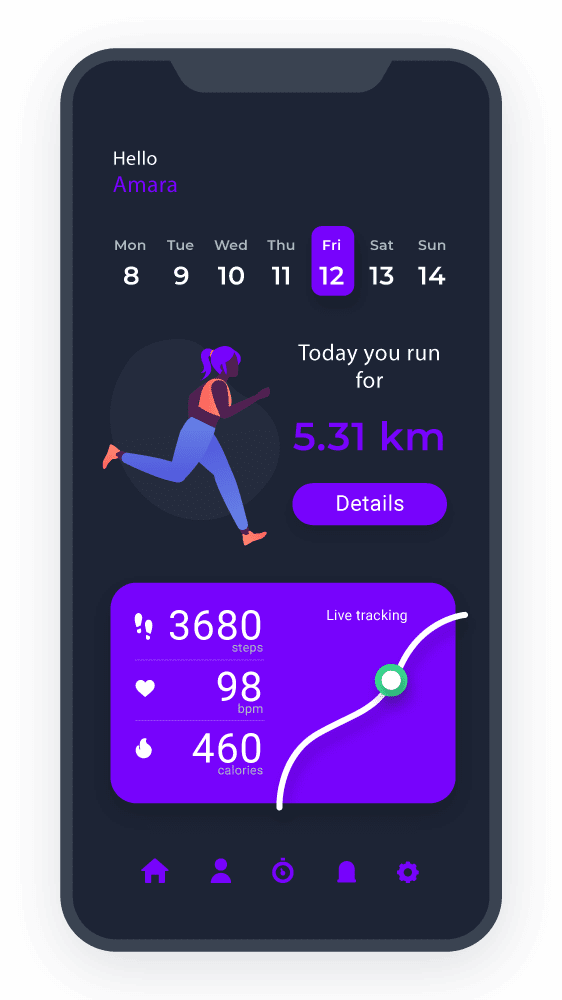 Hello
Amara
Mon Tue Wed Thu Fri Sat Sun
8 9 10 11 12 13 14
Today you run
for
5.31 km
Details
Live tracking
3680
steps
98
bpm
460
calories